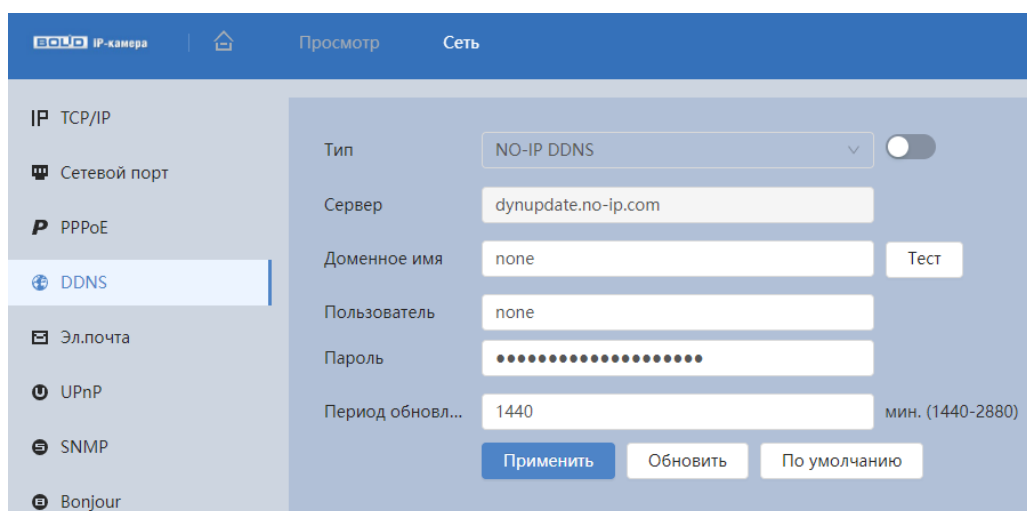 BOLID IP-камера Просмотр Сеть
IP TCP/IP
Сетевой порт
P PPPoE
DDNS
Эл.почта
UPnP
SNMP
Bonjour
Тип NO-IP DDNS
Сервер dynupdate.no-ip.com
Доменное имя none Тест
Пользователь none
Пароль ••••••••••••••••••••
Период обновл... 1440 мин. (1440-2880)
Применить Обновить По умолчанию